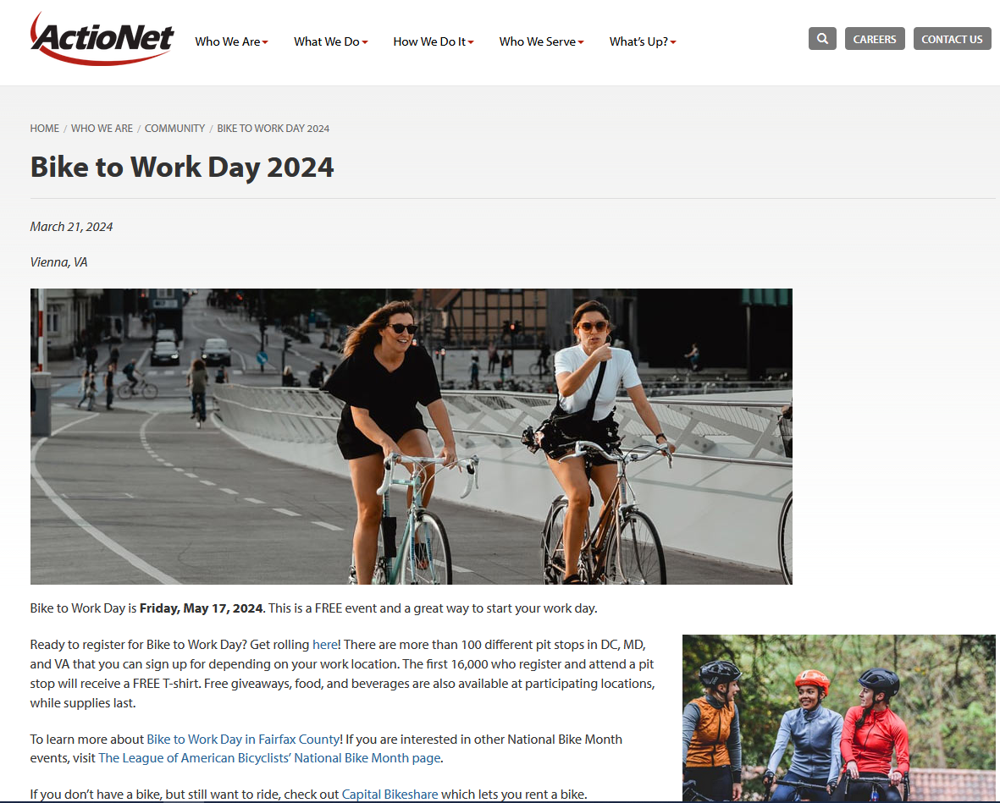 ActioNet
Who We Are
What We Do
How We Do It
Who We Serve
What's Up?
CAREERS
CONTACT US
HOME / WHO WE ARE / COMMUNITY / BIKE TO WORK DAY 2024
Bike to Work Day 2024
March 21, 2024
Vienna, VA
Bike to Work Day is Friday, May 17, 2024. This is a FREE event and a great way to start your work day.
Ready to register for Bike to Work Day? Get rolling here! There are more than 100 different pit stops in DC, MD,
and VA that you can sign up for depending on your work location. The first 16,000 who register and attend a pit
stop will receive a FREE T-shirt. Free giveaways, food, and beverages are also available at participating locations,
while supplies last.
To learn more about Bike to Work Day in Fairfax County! If you are interested in other National Bike Month
events, visit The League of American Bicyclists’ National Bike Month page.
If you don’t have a bike, but still want to ride, check out Capital Bikeshare which lets you rent a bike.